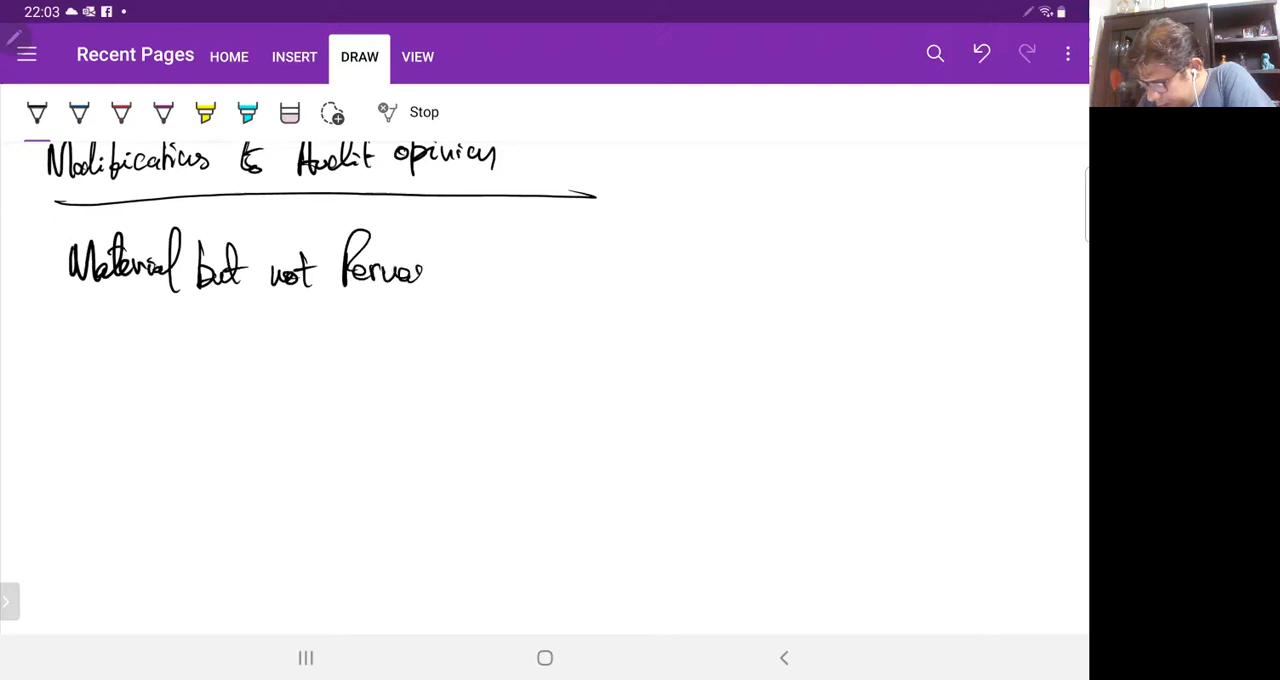 22:03
Recent Pages HOME INSERT DRAW VIEW
Stop
Modifications to Audit opinion
Material but not Pervas